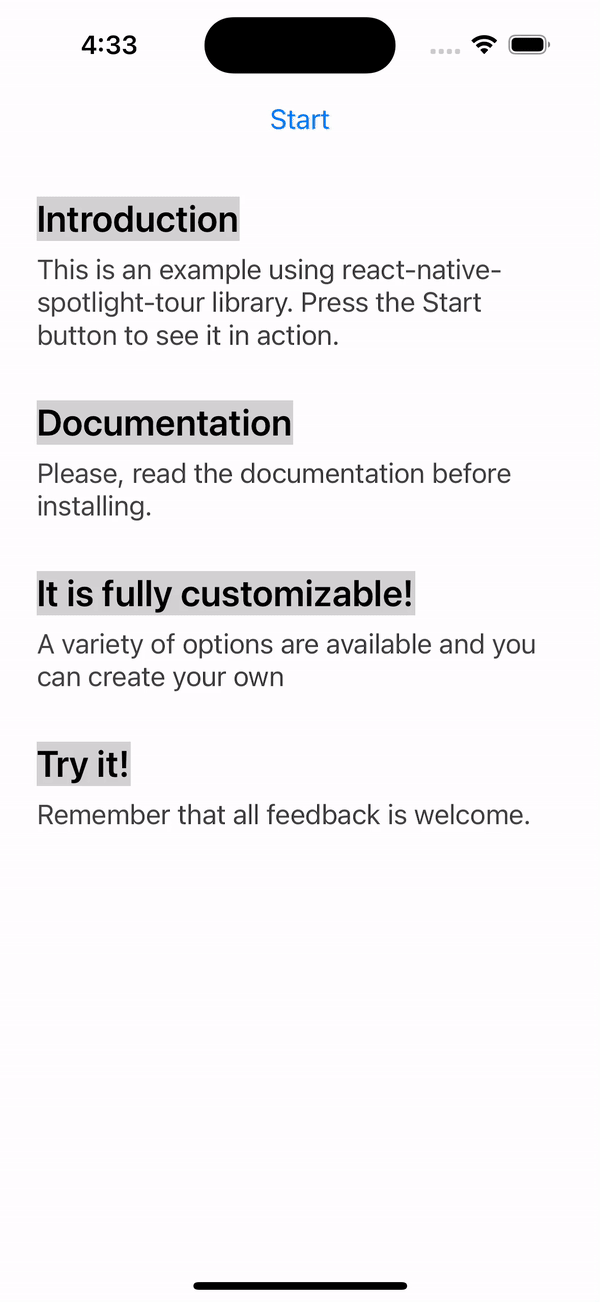 4:33
Start
Introduction
This is an example using react-native-
spotlight-tour library. Press the Start
button to see it in action.
Documentation
Please, read the documentation before
installing.
It is fully customizable!
A variety of options are available and you
can create your own
Try it!
Remember that all feedback is welcome.